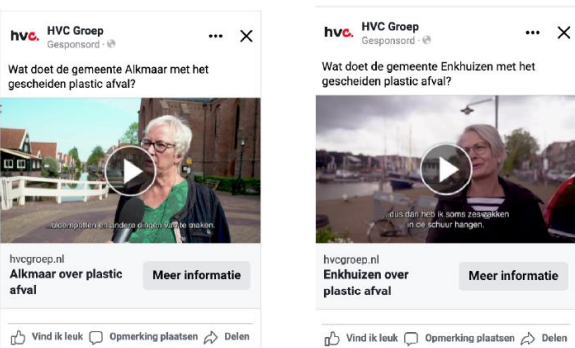 hvc.
HVC Groep
Gesponsord ·
Wat doet de gemeente Alkmaar met het
gescheiden plastic afval?
...bloempotten en andere dingen van te maken.
hvcgroep.nl
Alkmaar over plastic
afval
Meer informatie
Vind ik leuk
Opmerking plaatsen
Delen
hvc.
HVC Groep
Gesponsord ·
Wat doet de gemeente Enkhuizen met het
gescheiden plastic afval?
...dus dan heb ik soms zes zakken
in de schuur hangen.
hvcgroep.nl
Enkhuizen over
plastic afval
Meer informatie
Vind ik leuk
Opmerking plaatsen
Delen